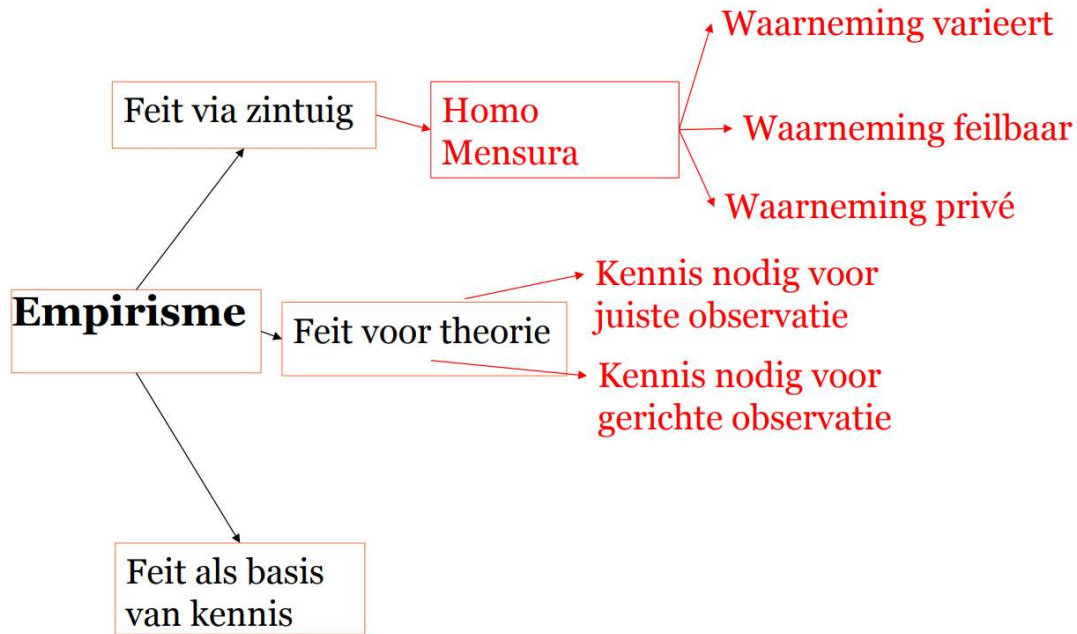 Waarneming varieert
Feit via zintuig
Homo
Mensura
Waarneming feilbaar
Waarneming privé
Empirisme
Feit voor theorie
Kennis nodig voor
juiste observatie
Kennis nodig voor
gerichte observatie
Feit als basis
van kennis